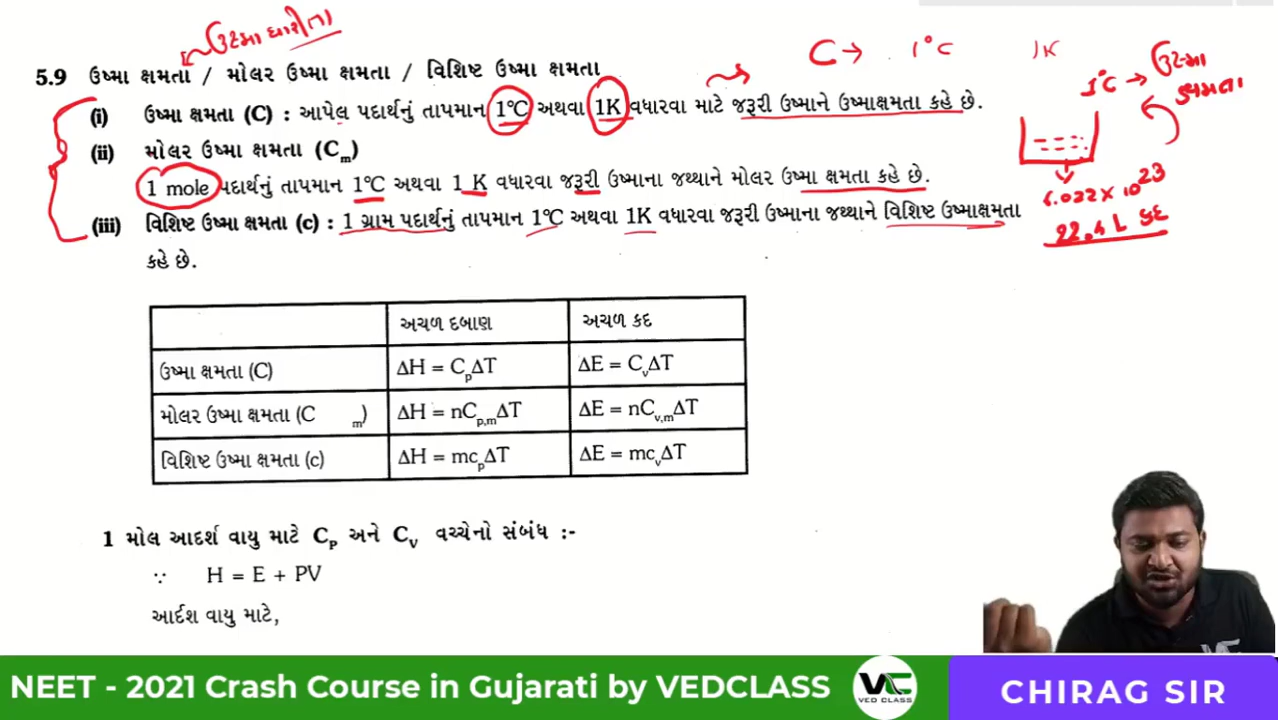 ઉષ્મા ધારીતા
C → 1°C 1K
5.9 ઉષ્મા ક્ષમતા / મોલર ઉષ્મા ક્ષમતા / વિશિષ્ટ ઉષ્મા ક્ષમતા
1°C → ઉષ્મા ક્ષમતા
(i) ઉષ્મા ક્ષમતા (C) : આપેલ પદાર્થનું તાપમાન 1°C અથવા 1K વધારવા માટે જરૂરી ઉષ્માને ઉષ્માક્ષમતા કહે છે.
(ii) મોલર ઉષ્મા ક્ષમતા (Cm)
1 mole પદાર્થનું તાપમાન 1°C અથવા 1 K વધારવા જરૂરી ઉષ્માના જથ્થાને મોલર ઉષ્મા ક્ષમતા કહે છે.
6.022 × 10^23
(iii) વિશિષ્ટ ઉષ્મા ક્ષમતા (c) : 1 ગ્રામ પદાર્થનું તાપમાન 1°C અથવા 1K વધારવા જરૂરી ઉષ્માના જથ્થાને વિશિષ્ટ ઉષ્માક્ષમતા
22.4 L કદ
કહે છે.
અચળ દબાણ અચળ કદ
ઉષ્મા ક્ષમતા (C) ΔH = CpΔT ΔE = CvΔT
મોલર ઉષ્મા ક્ષમતા (C m) ΔH = nCp,mΔT ΔE = nCv,mΔT
વિશિષ્ટ ઉષ્મા ક્ષમતા (c) ΔH = mcpΔT ΔE = mcvΔT
1 મોલ આદર્શ વાયુ માટે Cp અને Cv વચ્ચેનો સંબંધ :-
∵ H = E + PV
આર્દશ વાયુ માટે,
NEET - 2021 Crash Course in Gujarati by VEDCLASS
VC
VED CLASS
CHIRAG SIR